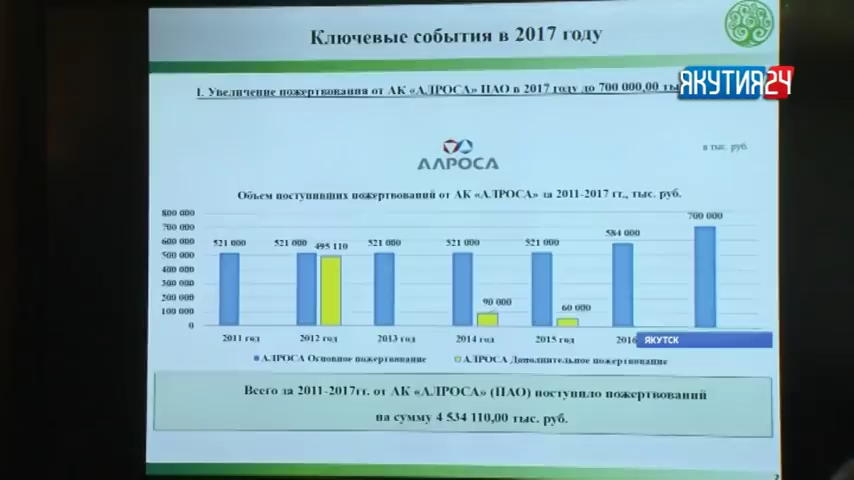 Ключевые события в 2017 году
ЯКУТИЯ24
1. Увеличение пожертвования от АК «АЛРОСА» ПАО в 2017 году до 700 000,00
в тыс. руб.
АЛРОСА
Объем поступивших пожертвований от АК «АЛРОСА» за 2011-2017 гг., тыс. руб.
800 000
700 000
600 000
500 000
400 000
300 000
200 000
100 000
0
521 000
521 000
495 110
521 000
521 000
90 000
521 000
60 000
584 000
700 000
2011 год
2012 год
2013 год
2014 год
2015 год
2016
ЯКУТСК
АЛРОСА Основное пожертвование
АЛРОСА Дополнительное пожертвование
Всего за 2011-2017гг. от АК «АЛРОСА» (ПАО) поступило пожертвований
на сумму 4 534 110,00 тыс. руб.